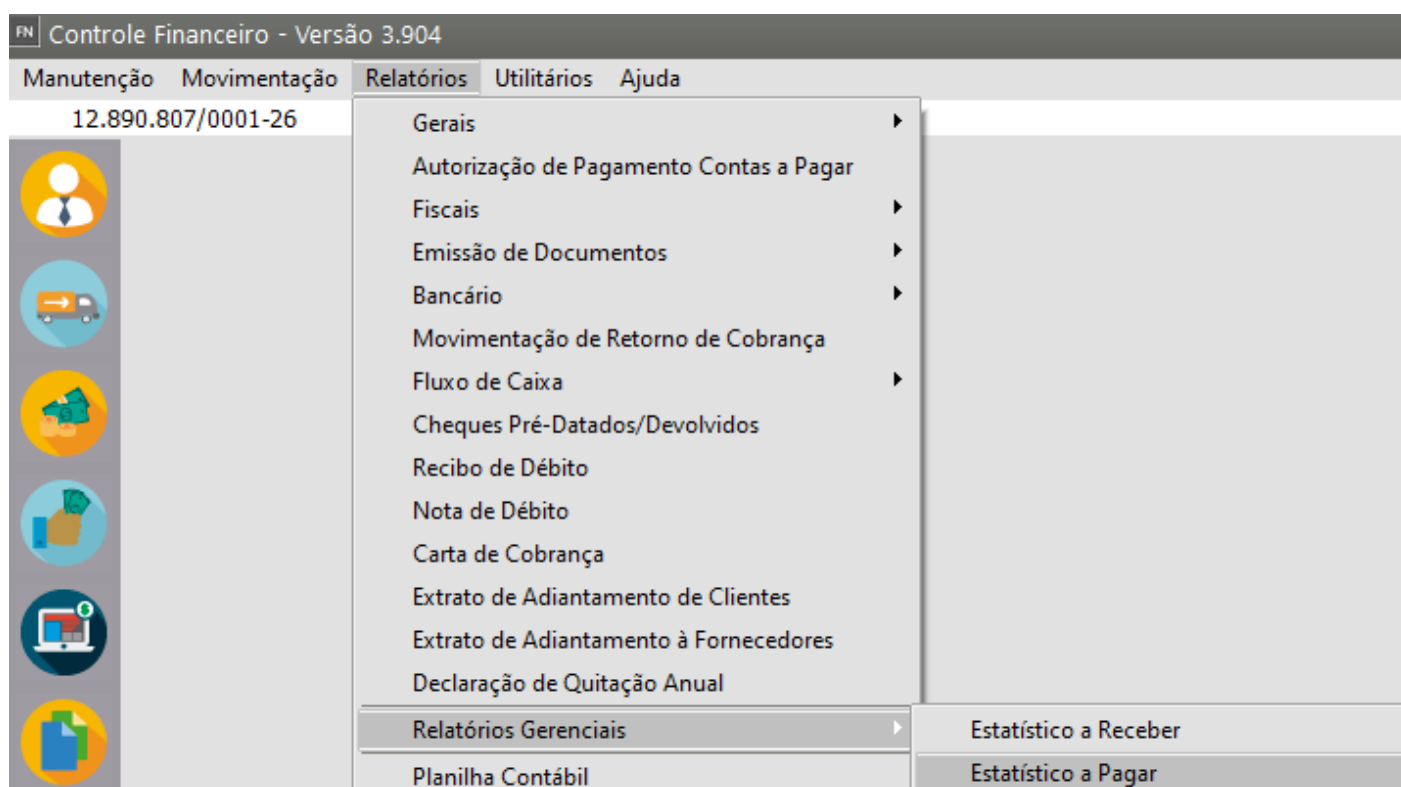 FN Controle Financeiro - Versão 3.904
Manutenção Movimentação Relatórios Utilitários Ajuda
12.890.807/0001-26
Gerais
Autorização de Pagamento Contas a Pagar
Fiscais
Emissão de Documentos
Bancário
Movimentação de Retorno de Cobrança
Fluxo de Caixa
Cheques Pré-Datados/Devolvidos
Recibo de Débito
Nota de Débito
Carta de Cobrança
Extrato de Adiantamento de Clientes
Extrato de Adiantamento à Fornecedores
Declaração de Quitação Anual
Relatórios Gerenciais
Estatístico a Receber
Planilha Contábil
Estatístico a Pagar